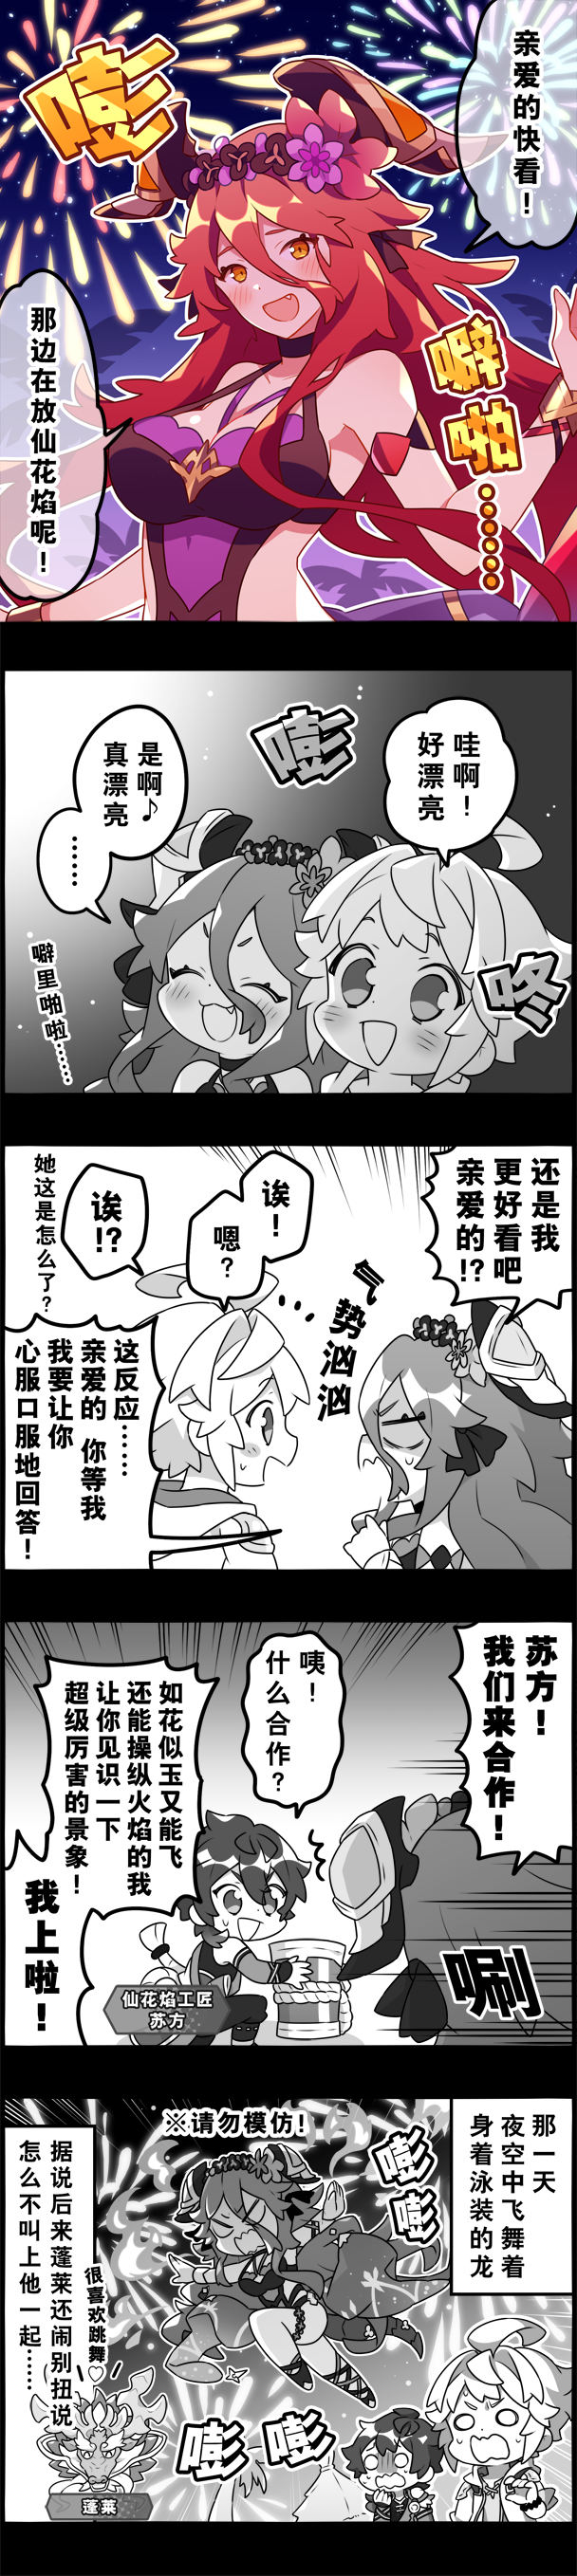 亲爱的快看！
嘭
那边在放仙花焰呢！
噼
啪……
哇啊！
好漂亮
嘭
是啊♪
真漂亮
……
咚
噼里啪啦……
还是我
更好看吧
亲爱的!?
诶！
嗯？
…
气势汹汹
诶!?
她这是怎么了？
这反应……
亲爱的 你等我
我要让你
心服口服地回答！
苏方！
我们来合作！
咦！
什么合作？
如花似玉又能飞
还能操纵火焰的我
让你见识一下
超级厉害的景象！
我上啦！
唰
仙花焰工匠
苏方
那一天
夜空中飞舞着
身着泳装的龙
※请勿模仿！
嘭
嘭
嘭
嘭
据说后来蓬莱还闹别扭说
怎么不叫上他一起……
很喜欢跳舞♡
蓬莱